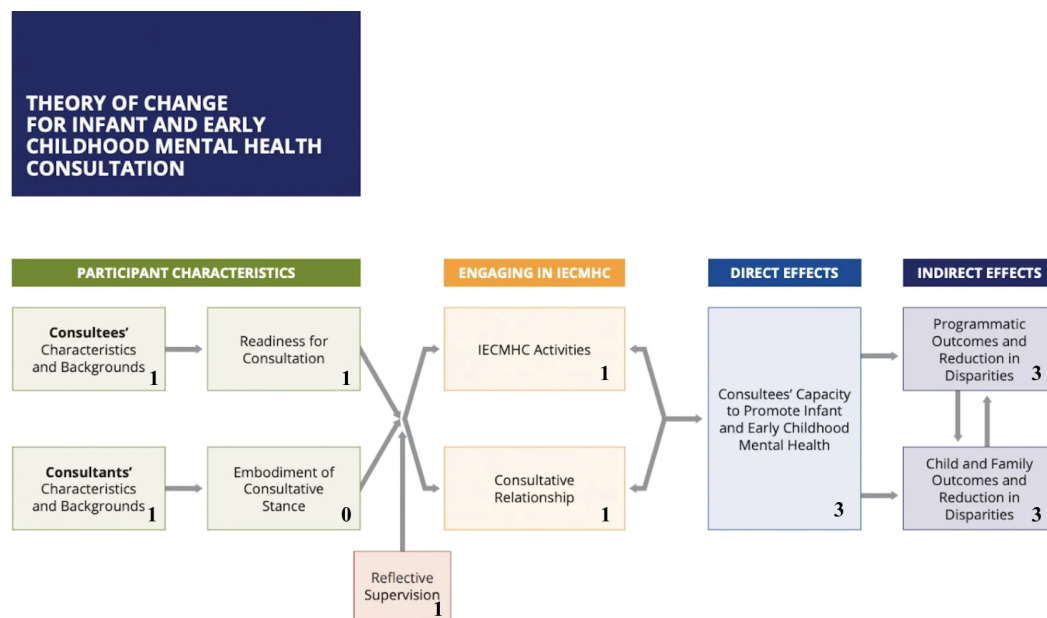 THEORY OF CHANGE
FOR INFANT AND EARLY
CHILDHOOD MENTAL HEALTH
CONSULTATION
PARTICIPANT CHARACTERISTICS
ENGAGING IN IECMHC
DIRECT EFFECTS
INDIRECT EFFECTS
Consultees'
Characteristics
and Backgrounds
1
Readiness for
Consultation
1
IECMHC Activities
1
Consultees' Capacity
to Promote Infant
and Early Childhood
Mental Health
3
Programmatic
Outcomes and
Reduction in
Disparities
3
Consultants'
Characteristics
and Backgrounds
1
Embodiment of
Consultative
Stance
0
Consultative
Relationship
1
Child and Family
Outcomes and
Reduction in
Disparities
3
Reflective
Supervision
1